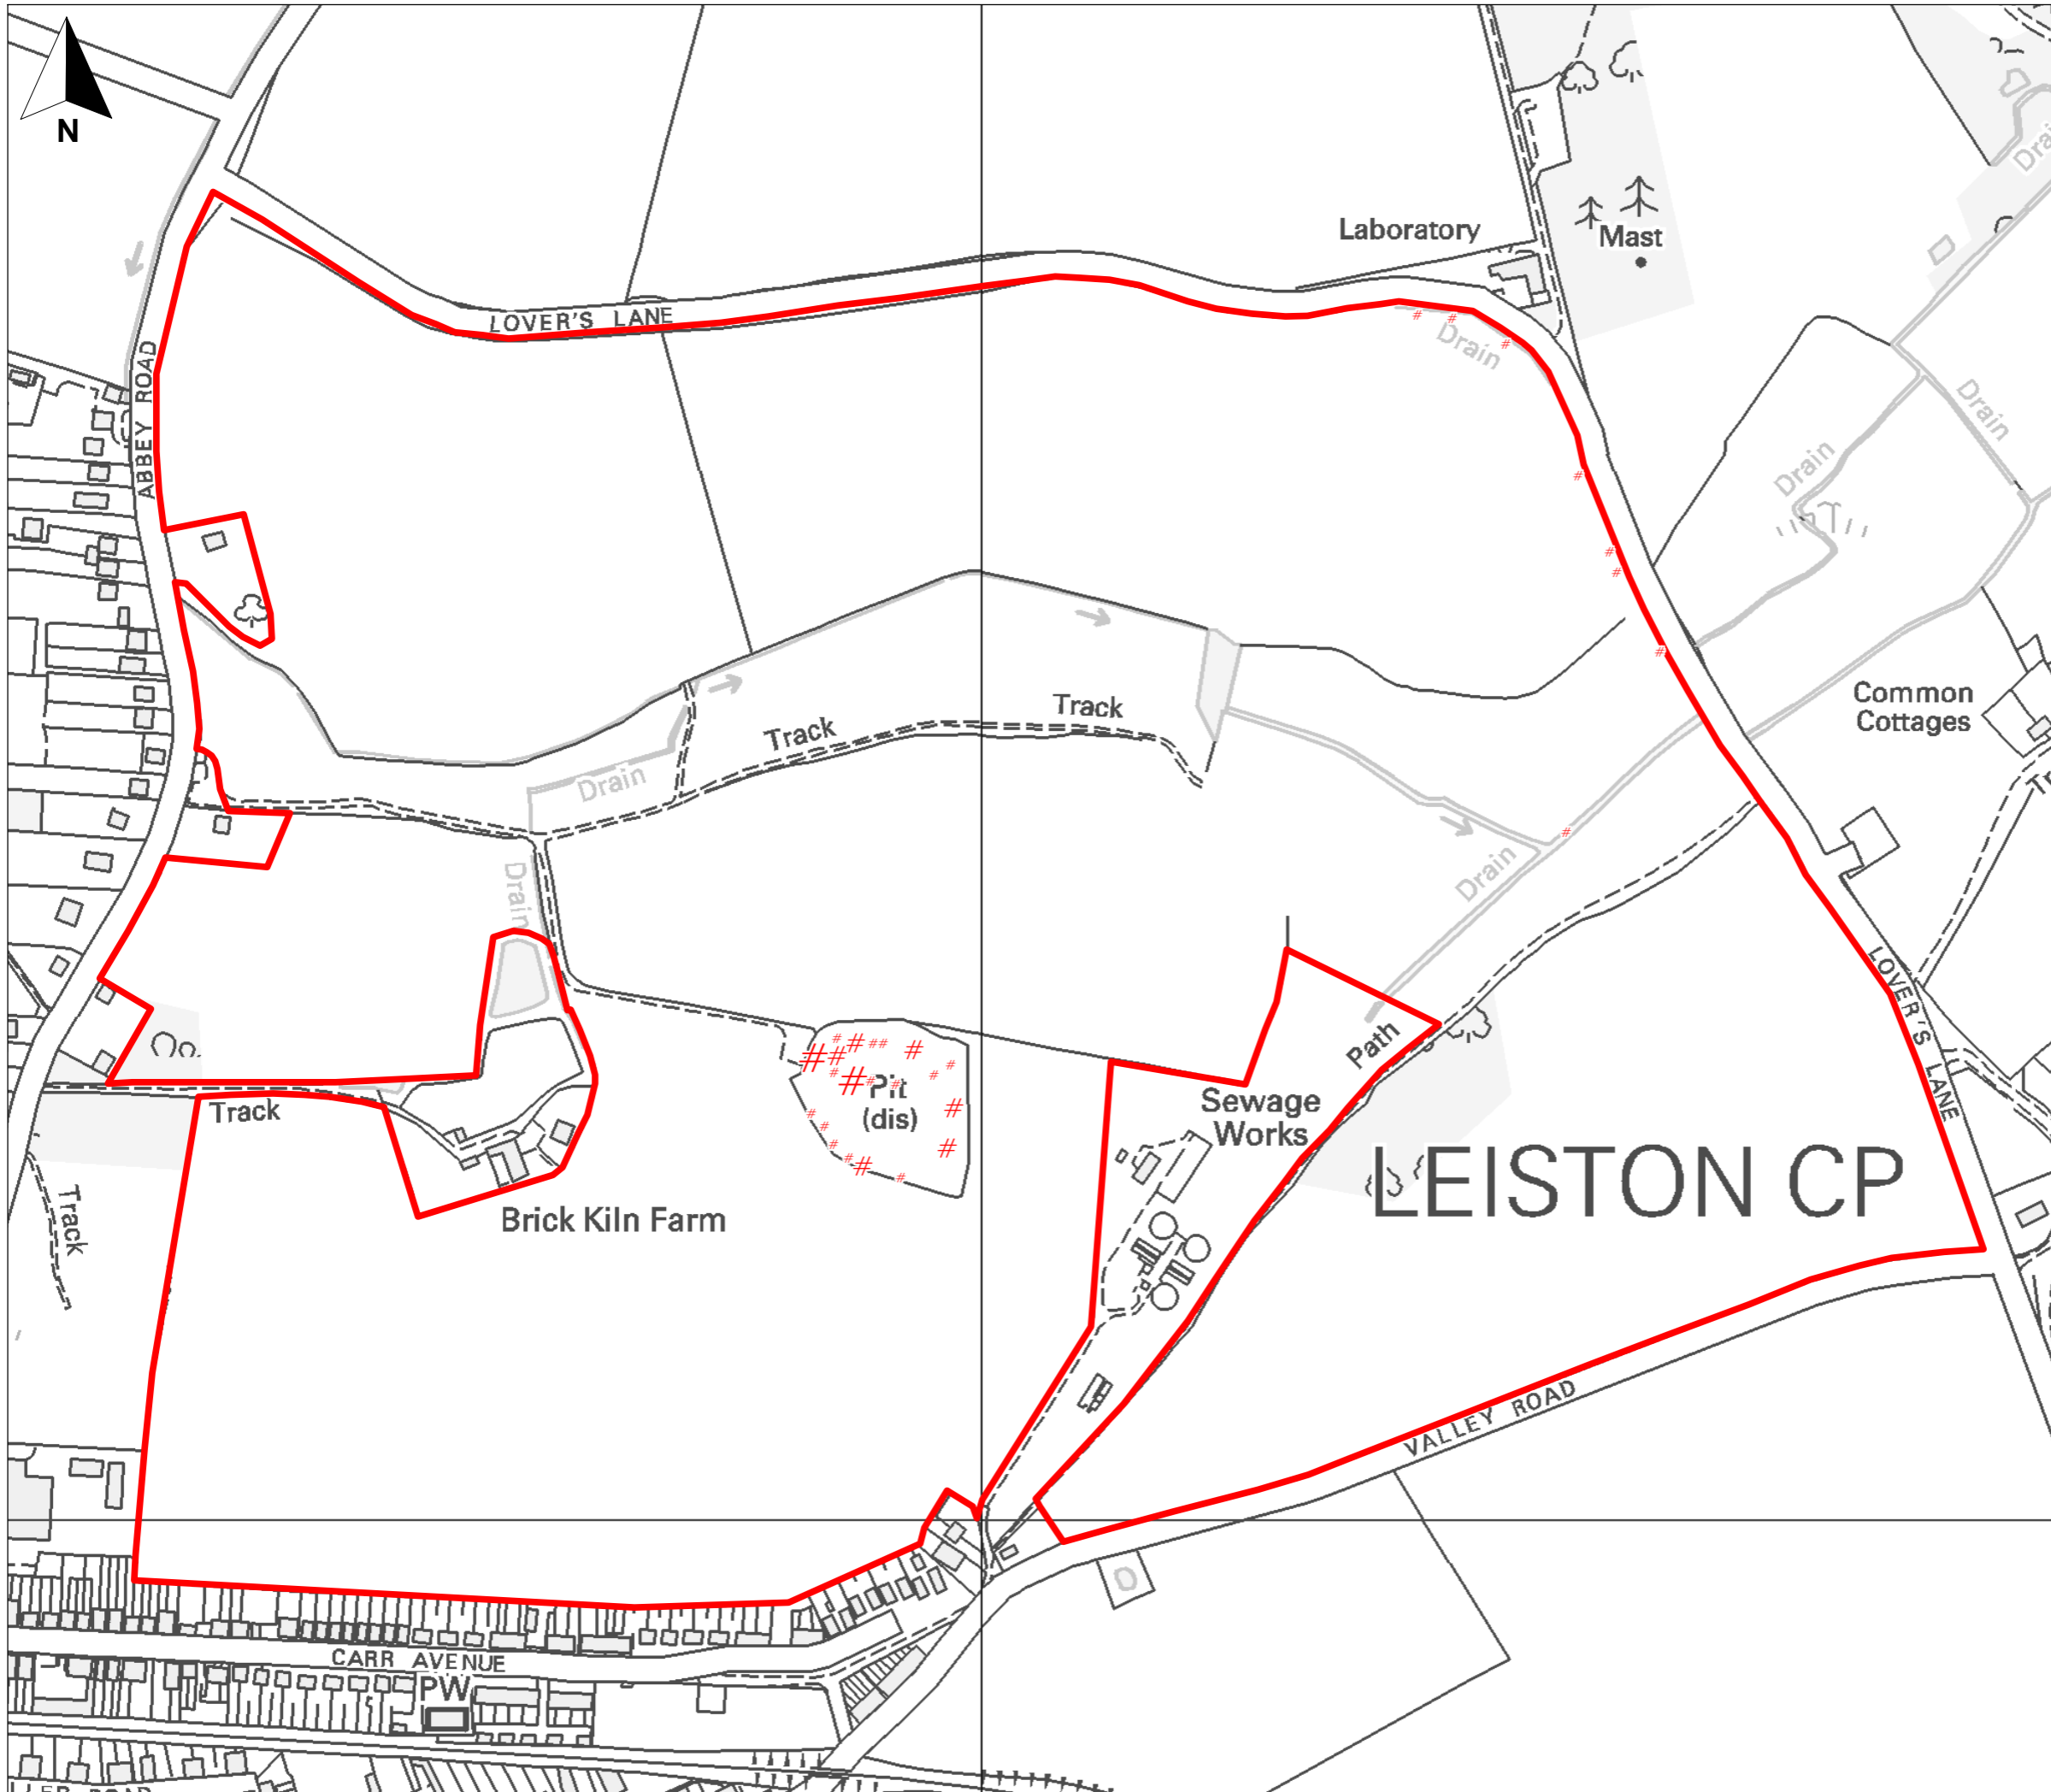 N
Laboratory
Mast
LOVER'S LANE
Drain
ABBEY ROAD
Drain
Drain
Drain
Track
Track
Common
Cottages
Drain
Drain
Drain
LOVER'S LANE
Path
Pit
(dis)
Sewage
Works
Track
LEISTON CP
Track
Brick Kiln Farm
VALLEY ROAD
CARR AVENUE
PW